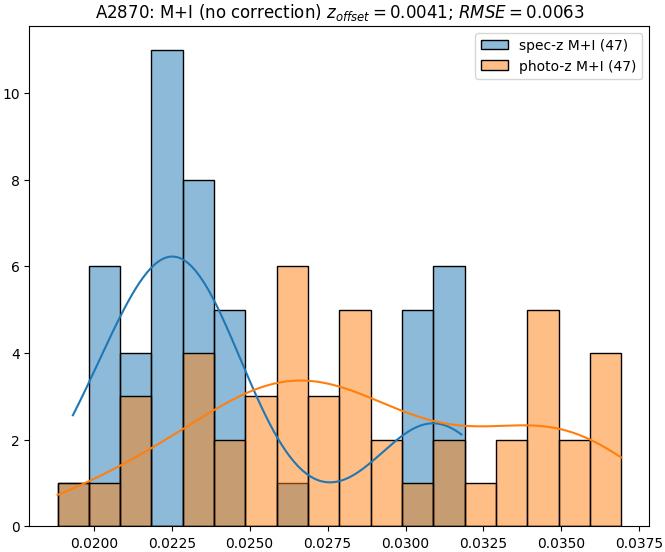 A2870: M+I (no correction) z_offset = 0.0041; RMSE = 0.0063
spec-z M+I (47)
photo-z M+I (47)
10
8
6
4
2
0
0.0200 0.0225 0.0250 0.0275 0.0300 0.0325 0.0350 0.0375